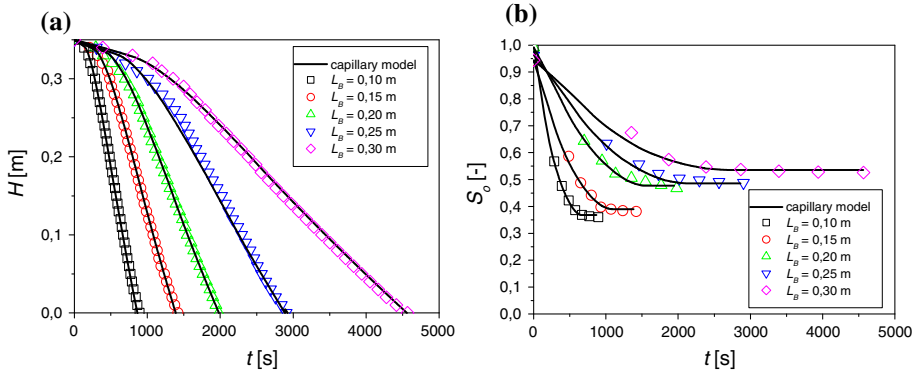 (a)
H [m]
0,3
0,2
0,1
0,0
0 1000 2000 3000 4000 5000
t [s]
capillary model
L_B = 0,10 m
L_B = 0,15 m
L_B = 0,20 m
L_B = 0,25 m
L_B = 0,30 m
(b)
S_o [-]
1,0
0,9
0,8
0,7
0,6
0,5
0,4
0,3
0,2
0,1
0,0
0 1000 2000 3000 4000 5000
t [s]
capillary model
L_B = 0,10 m
L_B = 0,15 m
L_B = 0,20 m
L_B = 0,25 m
L_B = 0,30 m